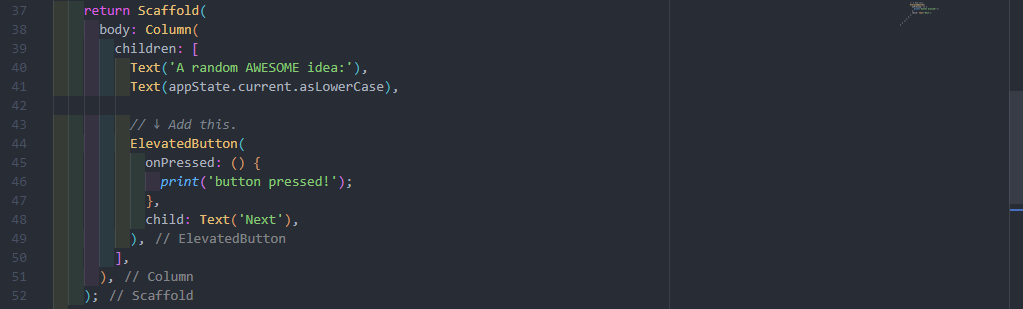 37 return Scaffold(
38 body: Column(
39 children: [
40 Text('A random AWESOME idea:'),
41 Text(appState.current.asLowerCase),
42
43 // ↓ Add this.
44 ElevatedButton(
45 onPressed: () {
46 print('button pressed!');
47 },
48 child: Text('Next'),
49 ), // ElevatedButton
50 ],
51 ), // Column
52 ); // Scaffold